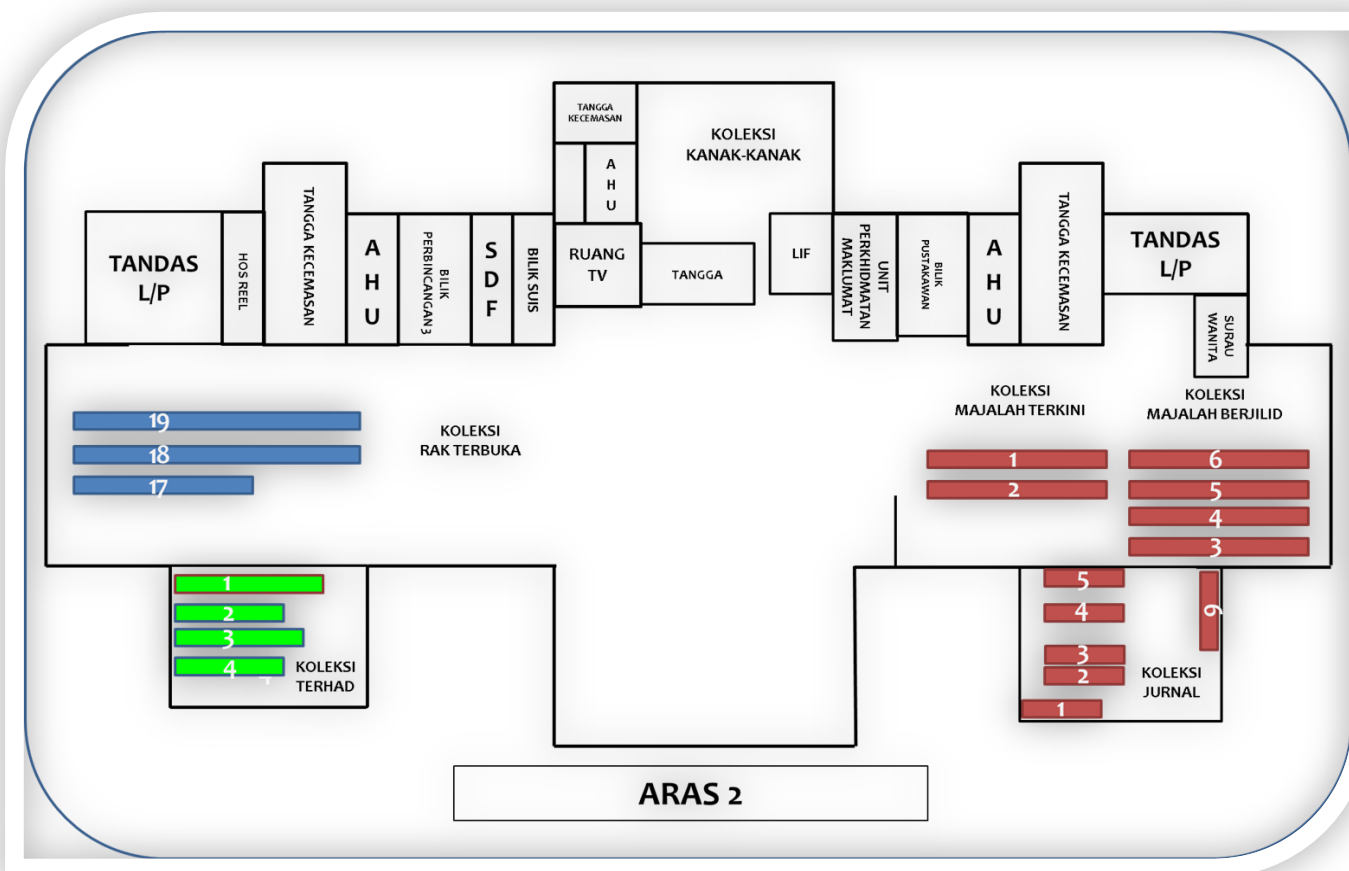 TANGGA
KECEMASAN
KOLEKSI
KANAK-KANAK
A
H
U
TANDAS
L/P
HOS REEL
TANGGA KECEMASAN
A
H
U
BILIK
PERBINCANGAN 3
S
D
F
BILIK SUIS
RUANG
TV
TANGGA
LIF
UNIT
PERKHIDMATAN
MAKLUMAT
BILIK
PUSTAKAWAN
A
H
U
TANGGA KECEMASAN
TANDAS
L/P
SURAU
WANITA
19
18
17
KOLEKSI
RAK TERBUKA
KOLEKSI
MAJALAH TERKINI
1
2
KOLEKSI
MAJALAH BERJILID
6
5
4
3
1
2
3
4
KOLEKSI
TERHAD
5
4
3
2
1
6
KOLEKSI
JURNAL
ARAS 2